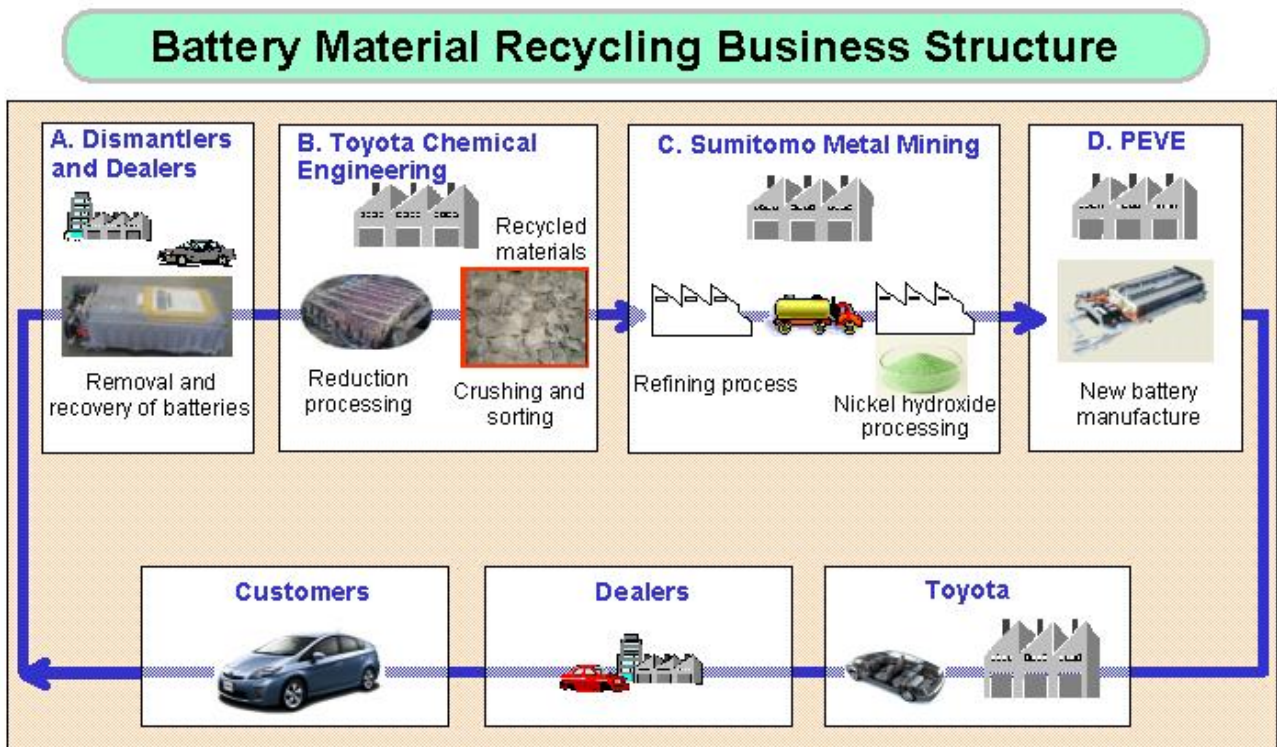 Battery Material Recycling Business Structure
A. Dismantlers
and Dealers
Removal and
recovery of batteries
B. Toyota Chemical
Engineering
Recycled
materials
Reduction
processing
Crushing and
sorting
C. Sumitomo Metal Mining
Refining process
Nickel hydroxide
processing
D. PEVE
New battery
manufacture
Customers
Dealers
Toyota